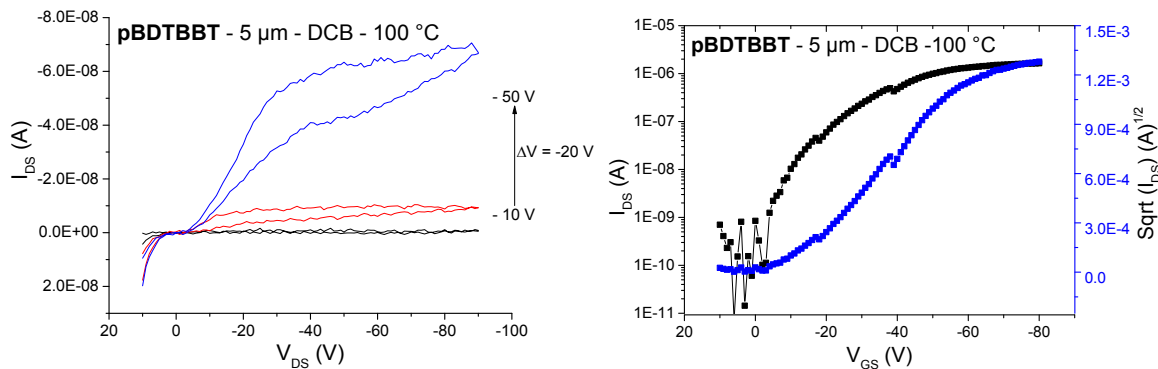 pBDTBBT - 5 µm - DCB - 100 °C
-8.0E-08
-6.0E-08
-4.0E-08
-2.0E-08
0.0E+00
2.0E-08
I_DS (A)
20 0 -20 -40 -60 -80 -100
V_DS (V)
- 50 V
ΔV = -20 V
- 10 V
pBDTBBT - 5 µm - DCB -100 °C
1E-05
1E-06
1E-07
1E-08
1E-09
1E-10
1E-11
I_DS (A)
20 0 -20 -40 -60 -80
V_GS (V)
1.5E-3
1.2E-3
9.0E-4
6.0E-4
3.0E-4
0.0
Sqrt (I_DS) (A)^1/2